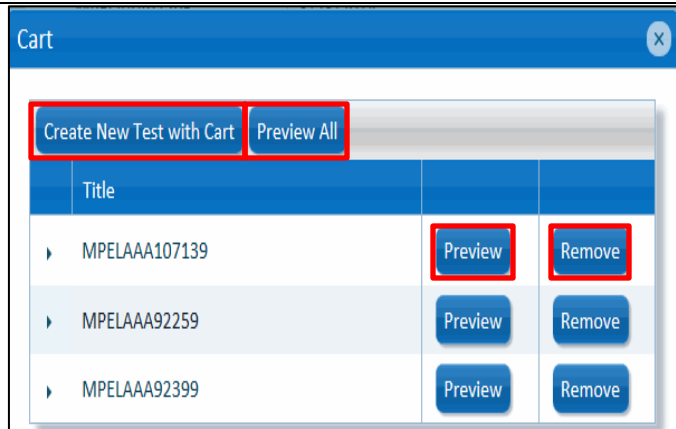 Cart
Create New Test with Cart Preview All
Title
MPELAAA107139 Preview Remove
MPELAAA92259 Preview Remove
MPELAAA92399 Preview Remove